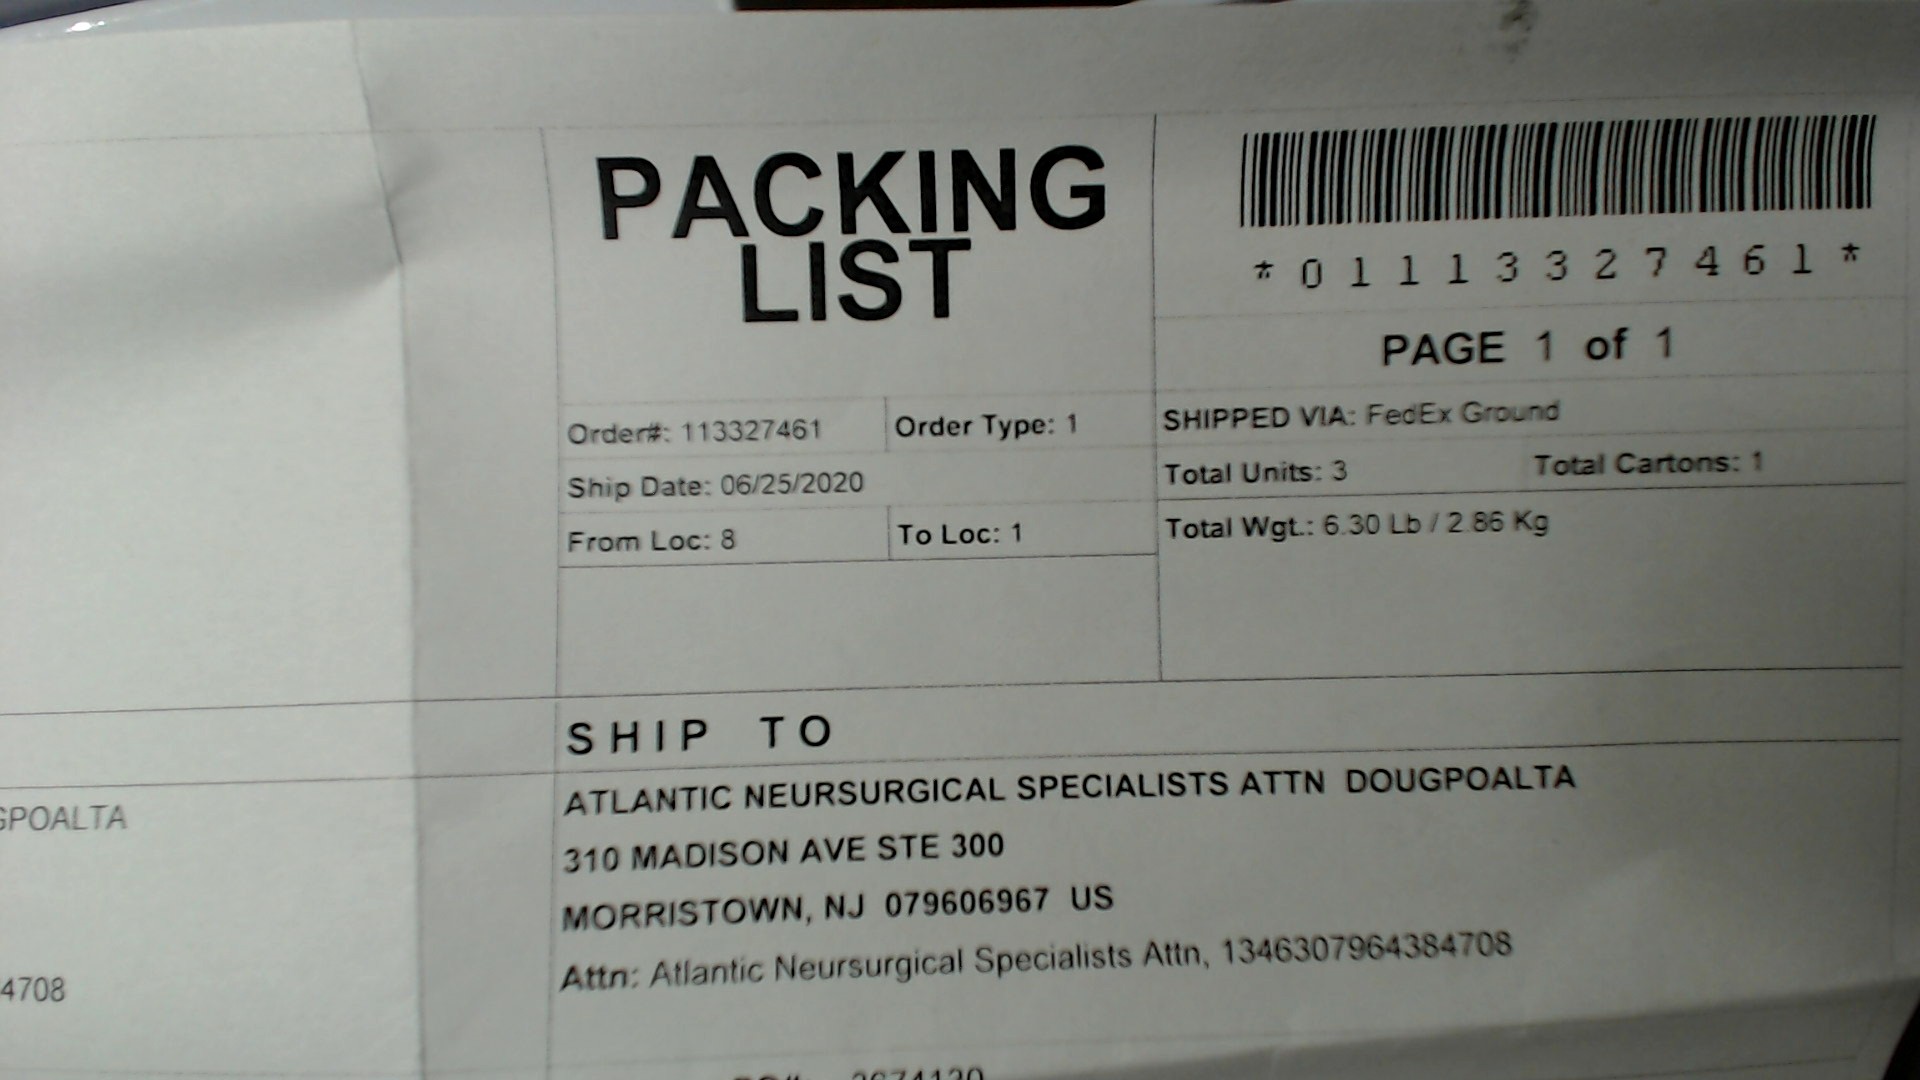 PACKING
LIST
*01113327461*
PAGE 1 of 1
Order#: 113327461
Order Type: 1
SHIPPED VIA: FedEx Ground
Ship Date: 06/25/2020
Total Units: 3
Total Cartons: 1
From Loc: 8
To Loc: 1
Total Wgt.: 6.30 Lb / 2.86 Kg
SHIP TO
ATLANTIC NEURSURGICAL SPECIALISTS ATTN DOUGPOALTA
GPOALTA
310 MADISON AVE STE 300
MORRISTOWN, NJ 079606967 US
Attn: Atlantic Neursurgical Specialists Attn, 1346307964384708
4708